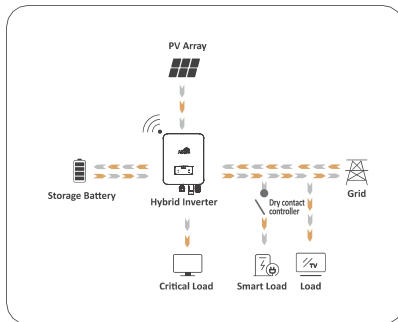 PV Array
Storage Battery
Hybrid Inverter
Dry contact
controller
Grid
Critical Load
Smart Load
Load
TV